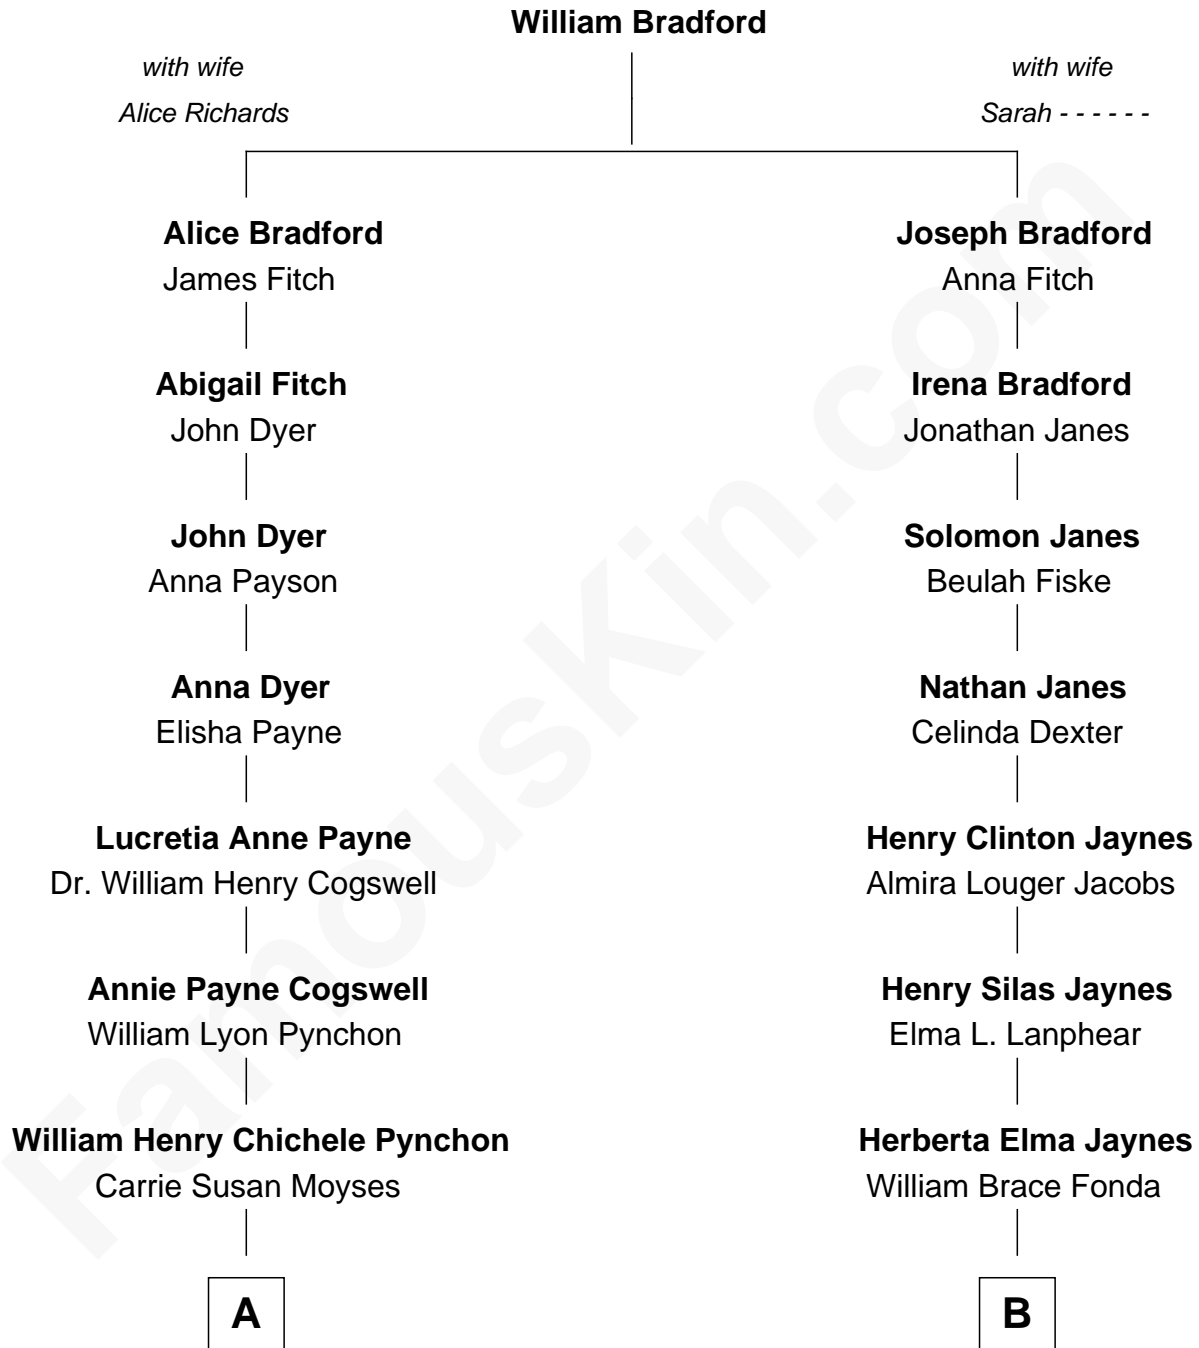 William Bradford
with wife
Alice Richards
with wife
Sarah - - - - - -
Alice Bradford
James Fitch
Joseph Bradford
Anna Fitch
Abigail Fitch
John Dyer
Irena Bradford
Jonathan Janes
John Dyer
Anna Payson
Solomon Janes
Beulah Fiske
Anna Dyer
Elisha Payne
Nathan Janes
Celinda Dexter
Lucretia Anne Payne
Dr. William Henry Cogswell
Henry Clinton Jaynes
Almira Louger Jacobs
Annie Payne Cogswell
William Lyon Pynchon
Henry Silas Jaynes
Elma L. Lanphear
William Henry Chichele Pynchon
Carrie Susan Moyses
Herberta Elma Jaynes
William Brace Fonda
A
B
FamousKin.com